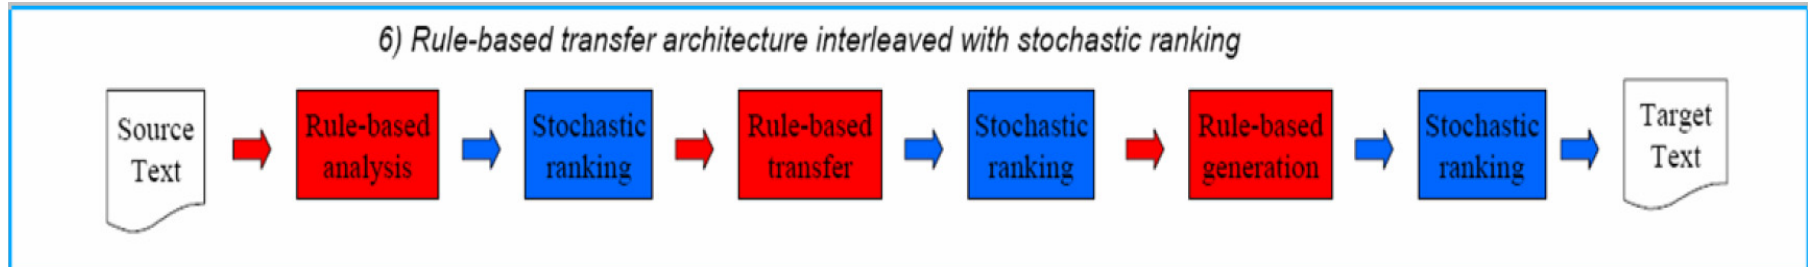 6) Rule-based transfer architecture interleaved with stochastic ranking
Source
Text
Rule-based
analysis
Stochastic
ranking
Rule-based
transfer
Stochastic
ranking
Rule-based
generation
Stochastic
ranking
Target
Text